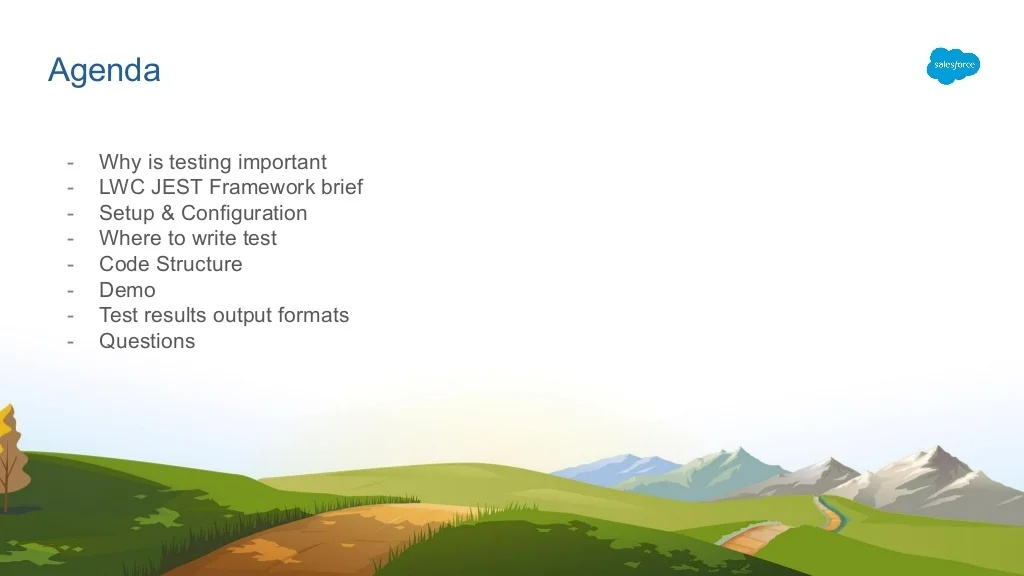 Agenda
salesforce
- Why is testing important
- LWC JEST Framework brief
- Setup & Configuration
- Where to write test
- Code Structure
- Demo
- Test results output formats
- Questions